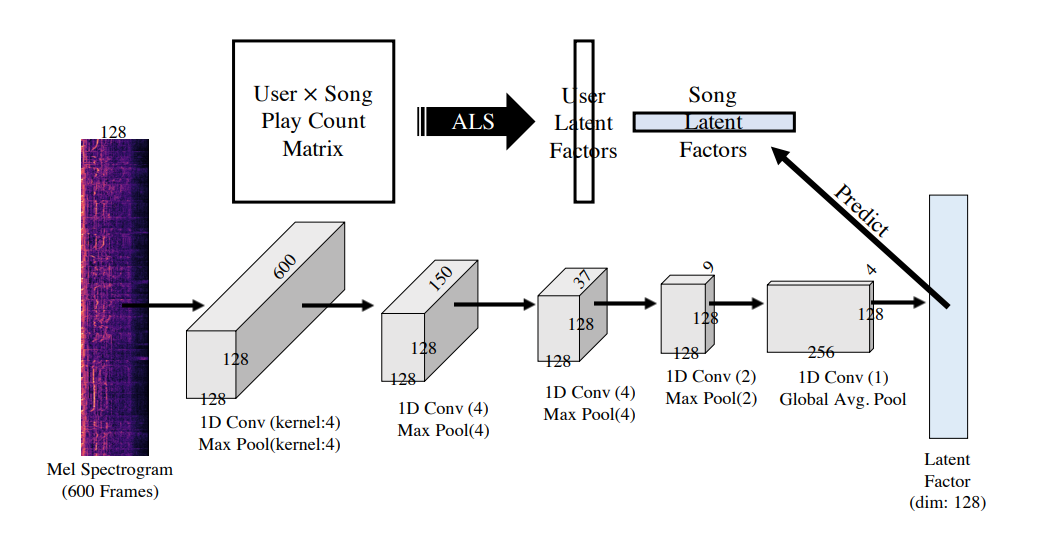 User × Song
Play Count
Matrix
ALS
User
Latent
Factors
Song
Latent
Factors
Predict
128
Mel Spectrogram
(600 Frames)
600
128
128
1D Conv (kernel:4)
Max Pool(kernel:4)
150
128
128
1D Conv (4)
Max Pool(4)
37
128
128
1D Conv (4)
Max Pool(4)
9
128
128
1D Conv (2)
Max Pool(2)
4
128
256
1D Conv (1)
Global Avg. Pool
Latent
Factor
(dim: 128)